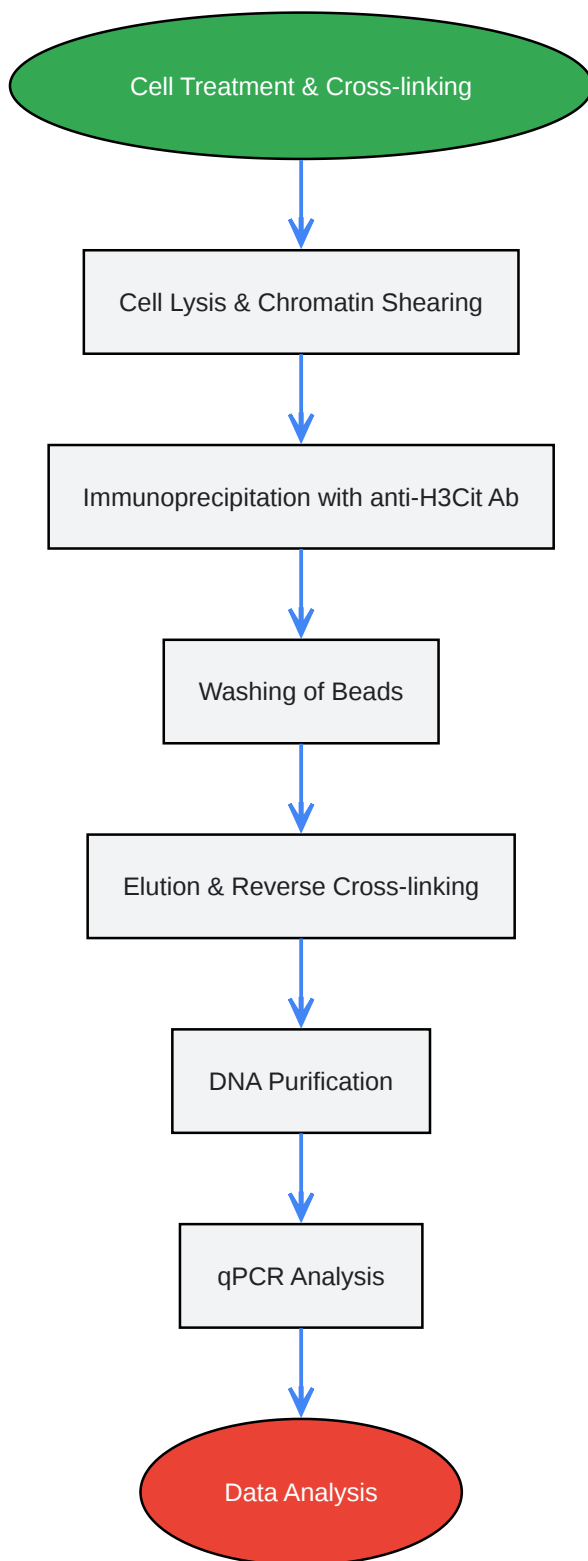 Cell Treatment & Cross-linking
Cell Lysis & Chromatin Shearing
Immunoprecipitation with anti-H3Cit Ab
Washing of Beads
Elution & Reverse Cross-linking
DNA Purification
qPCR Analysis
Data Analysis